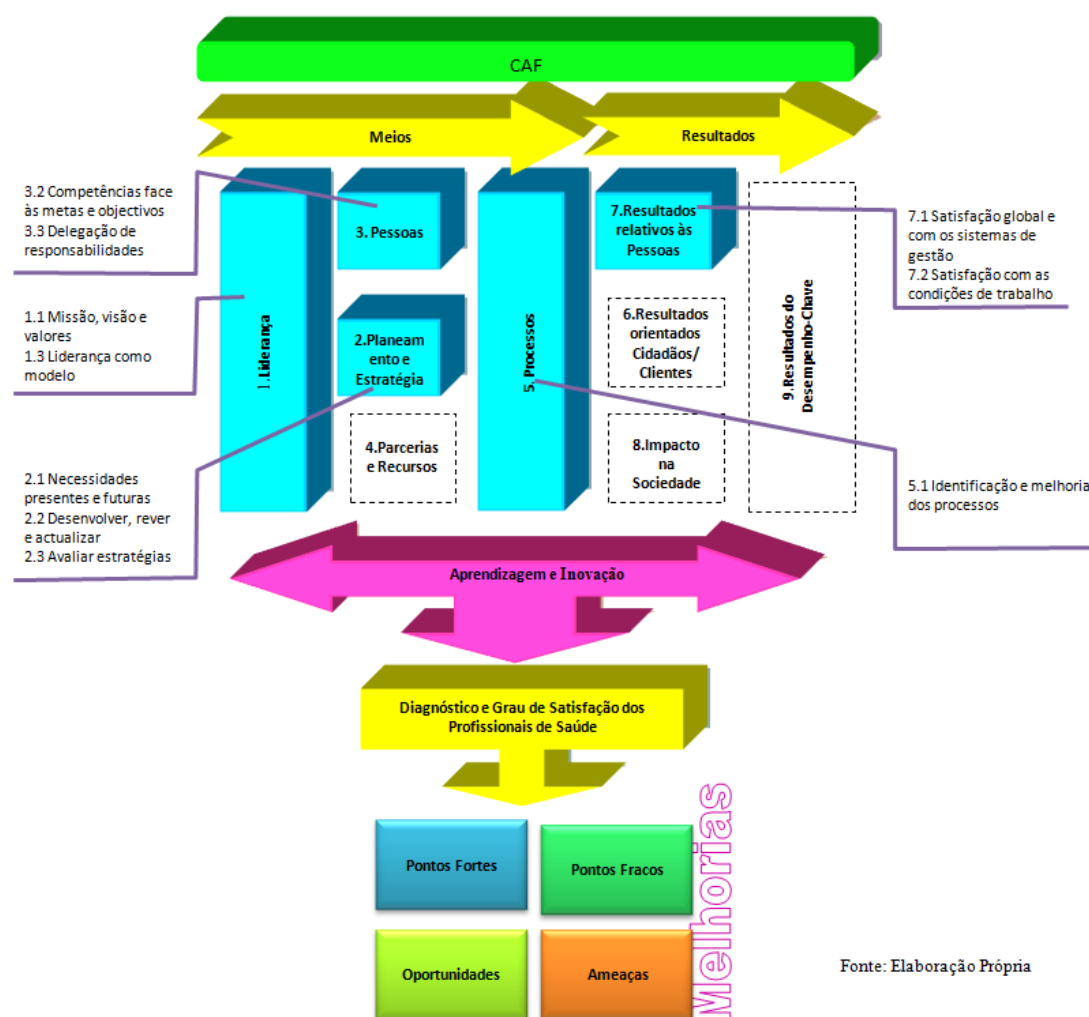 CAF
Meios
Resultados
3.2 Competências face
às metas e objectivos
3.3 Delegação de
responsabilidades
1.1 Missão, visão e
valores
1.3 Liderança como
modelo
2.1 Necessidades
presentes e futuras
2.2 Desenvolver, rever
e actualizar
2.3 Avaliar estratégias
1.Liderança
3. Pessoas
2.Planeam
ento e
Estratégia
4.Parcerias
e Recursos
5. Processos
7.Resultados
relativos às
Pessoas
6.Resultados
orientados
Cidadãos/
Clientes
8.Impacto
na
Sociedade
9.Resultados do
Desempenho-Chave
7.1 Satisfação global e
com os sistemas de
gestão
7.2 Satisfação com as
condições de trabalho
5.1 Identificação e melhoria
dos processos
Aprendizagem e Inovação
Diagnóstico e Grau de Satisfação dos
Profissionais de Saúde
Pontos Fortes
Pontos Fracos
Oportunidades
Ameaças
Melhorias
Fonte: Elaboração Própria